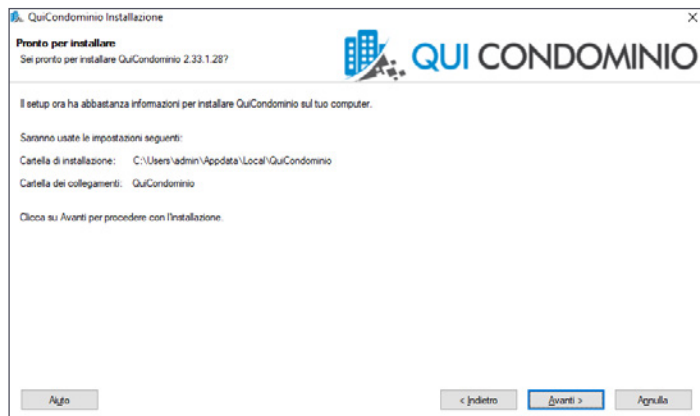 QuiCondominio Installazione
Pronto per installare
Sei pronto per installare QuiCondominio 2.33.1.28?
QUI CONDOMINIO
Il setup ora ha abbastanza informazioni per installare QuiCondominio sul tuo computer.
Saranno usate le impostazioni seguenti:
Cartella di installazione: C:\Users\admin\Appdata\Local\QuiCondominio
Cartella dei collegamenti: QuiCondominio
Clicca su Avanti per procedere con l'Installazione.
Aiuto < Indietro Avanti > Annulla